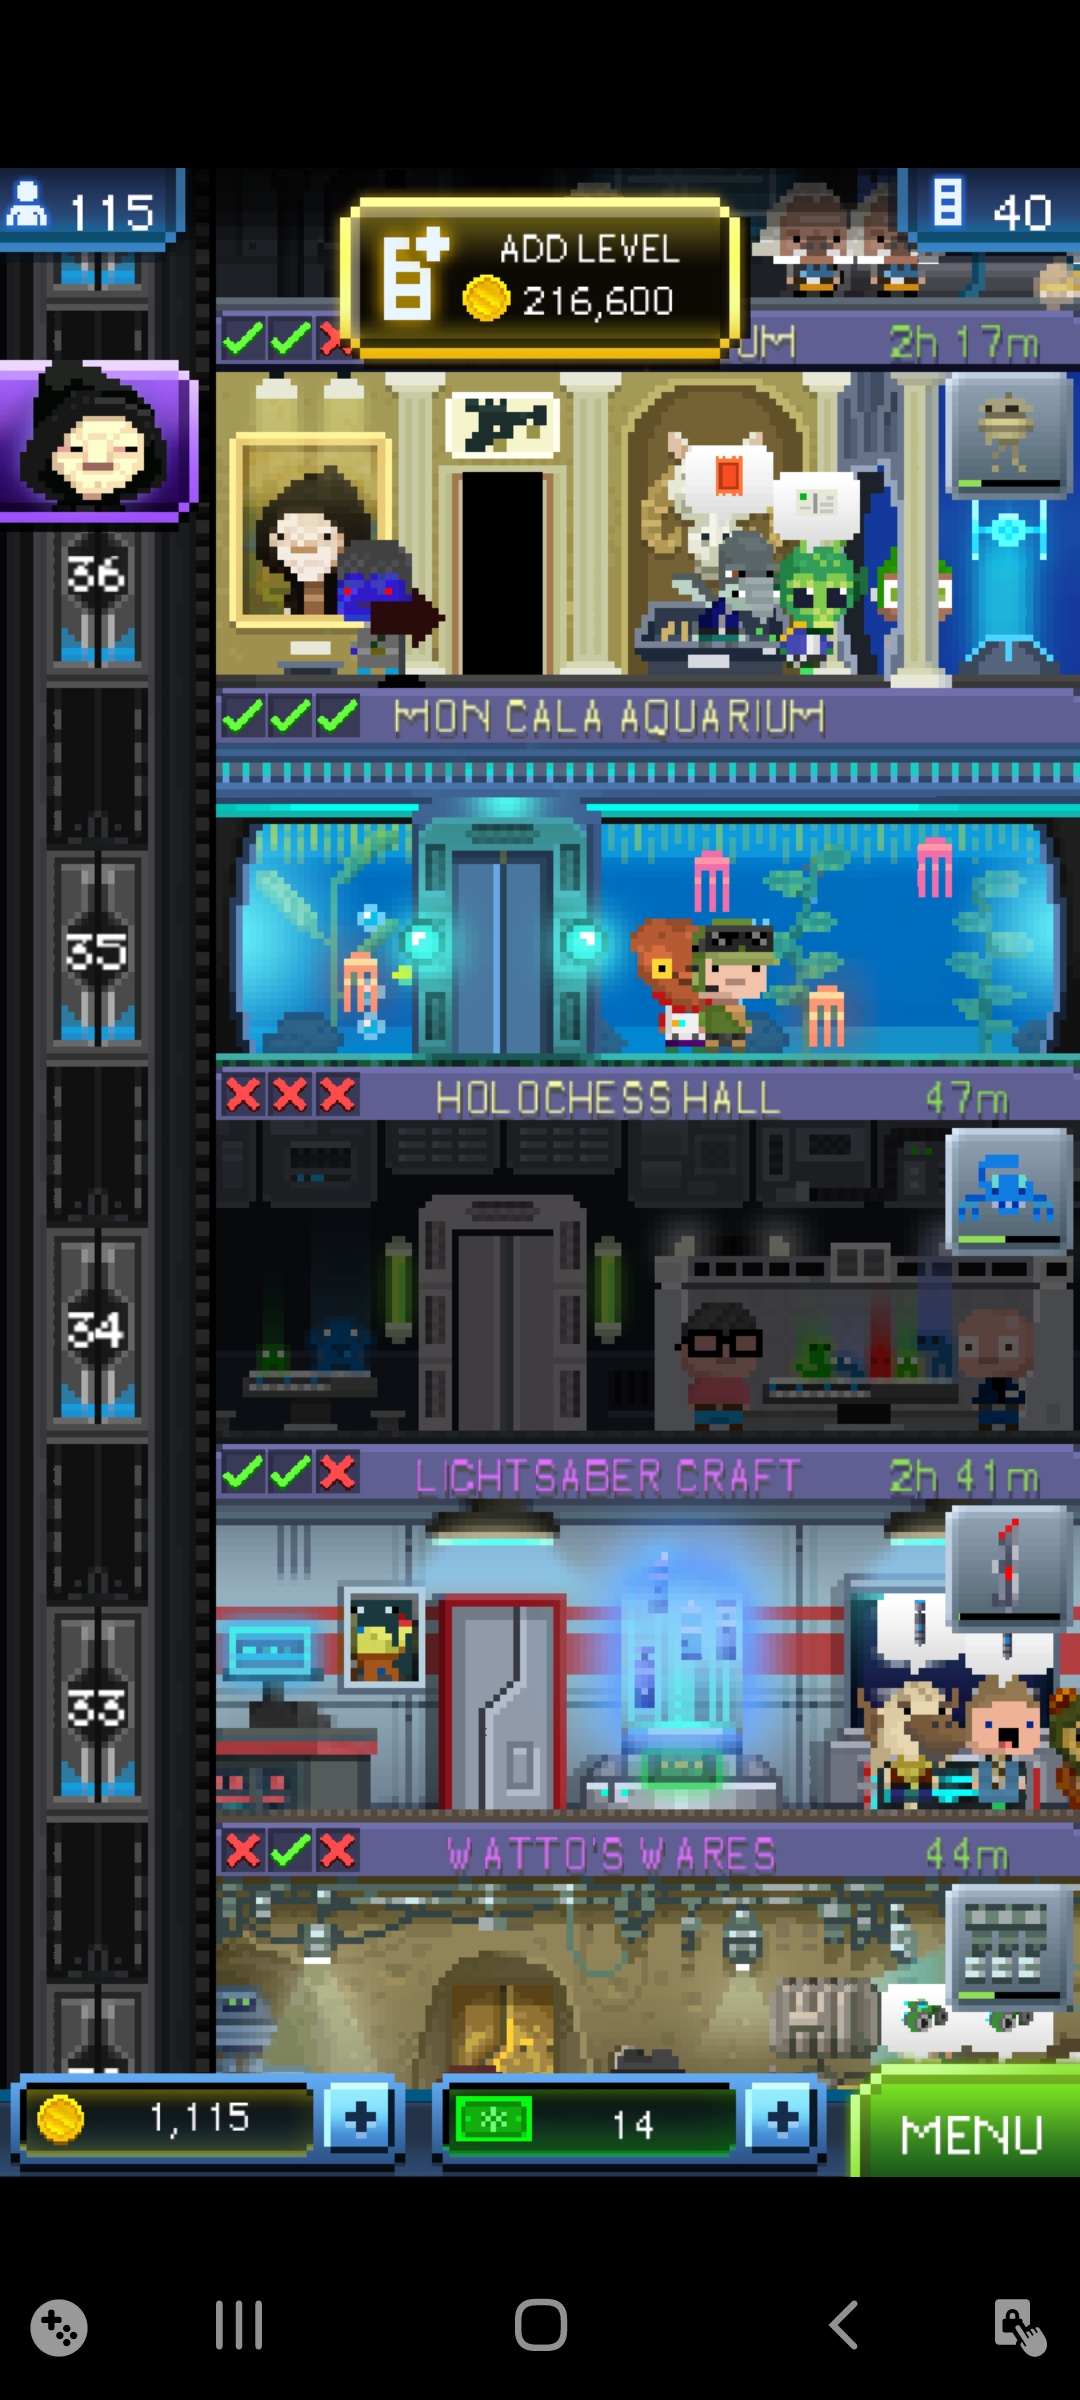 115
ADD LEVEL
216,600
40
UM
2h 17m
36
MON CALA AQUARIUM
35
HOLOCHESS HALL
47m
34
LIGHTSABER CRAFT
2h 41m
33
WATTO'S WARES
44m
1,115
14
MENU